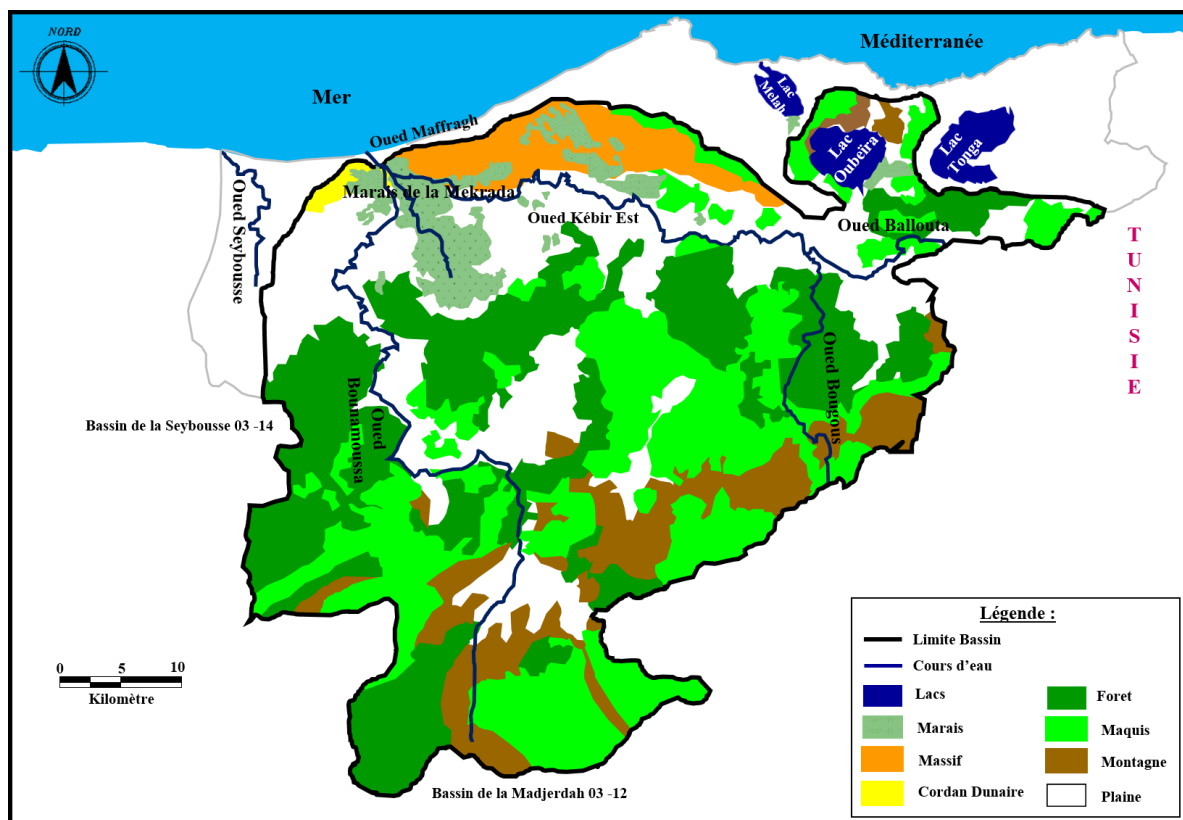 NORD
Méditerranée
Mer
Lac
Melah
Oued Maffragh
Lac
Oubeira
Lac
Tonga
Oued Seybousse
Marais de la Mekrada
Oued Kébir Est
Oued Ballouta
TUNISIE
Oued Bougous
Oued
Bounamoussa
Bassin de la Seybousse 03 -14
Légende :
Limite Bassin
Cours d'eau
Lacs
Foret
Marais
Maquis
Massif
Montagne
Cordan Dunaire
Plaine
0 5 10
Kilomètre
Bassin de la Madjerdah 03 -12